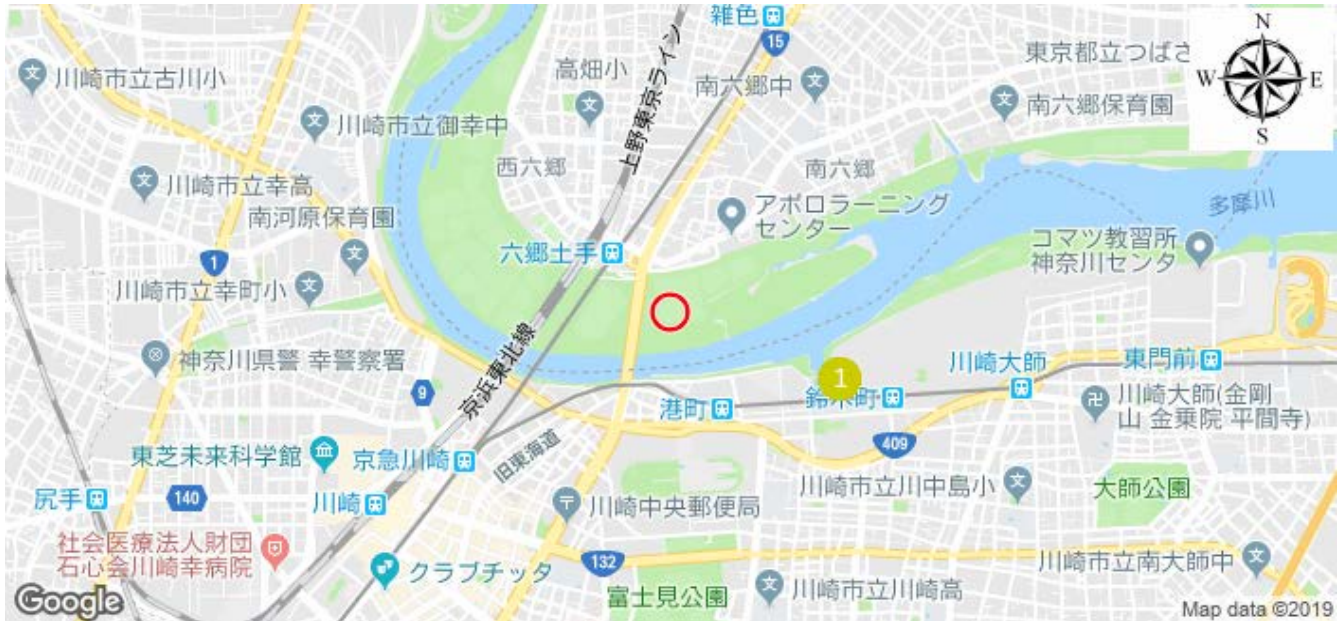 雑色
15
N
W
E
S
川崎市立古川小
高畑小
上野東京ライン
南六郷中
東京都立つばさ
南六郷保育園
川崎市立御幸中
西六郷
南六郷
川崎市立幸高
南河原保育園
アポロラーニング
センター
多摩川
六郷土手
コマツ教習所
神奈川センタ
1
川崎市立幸町小
京浜東北線
神奈川県警 幸警察署
9
1
川崎大師
東門前
港町
鈴木町
川崎大師(金剛
山 金乗院 平間寺)
旧東海道
409
東芝未来科学館
京急川崎
尻手
140
川崎
川崎中央郵便局
川崎市立川中島小
大師公園
社会医療法人財団
石心会川崎幸病院
クラブチッタ
132
川崎市立南大師中
富士見公園
川崎市立川崎高
Google
Map data ©2019